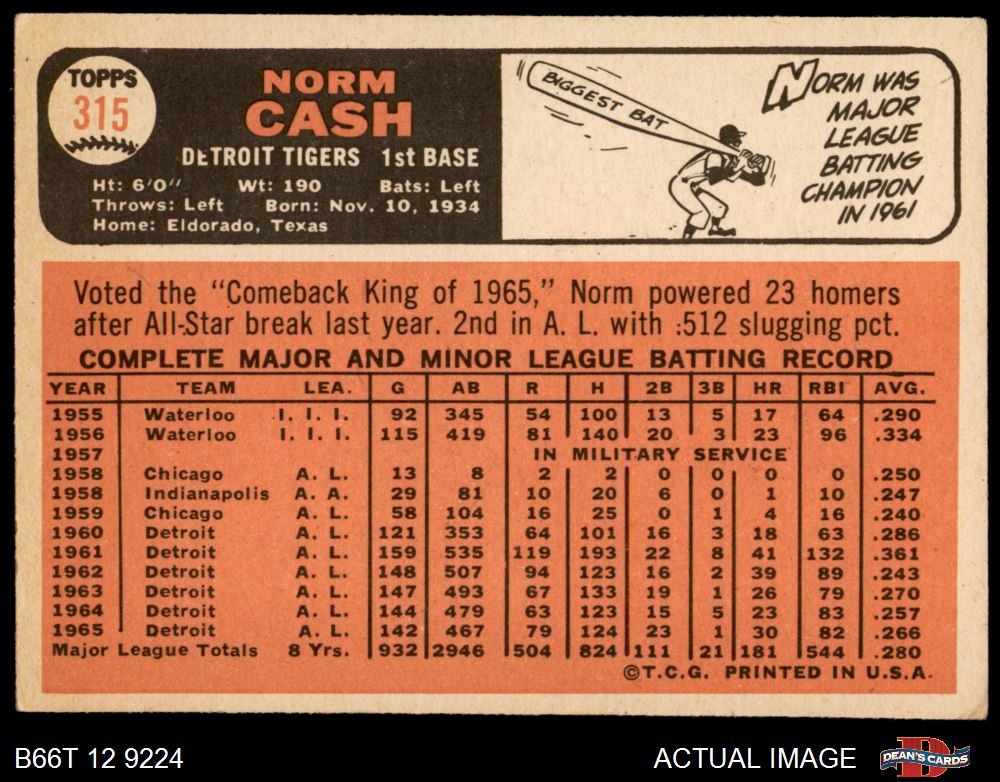 TOPPS
315
NORM
CASH
DETROIT TIGERS 1st BASE
Ht: 6'0" Wt: 190 Bats: Left
Throws: Left Born: Nov. 10, 1934
Home: Eldorado, Texas
BIGGEST BAT
NORM WAS
MAJOR
LEAGUE
BATTING
CHAMPION
IN 1961
Voted the "Comeback King of 1965," Norm powered 23 homers
after All-Star break last year. 2nd in A. L. with .512 slugging pct.
COMPLETE MAJOR AND MINOR LEAGUE BATTING RECORD
YEAR TEAM LEA. G AB R H 2B 3B HR RBI AVG.
1955 Waterloo I. I. I. 92 345 54 100 13 5 17 64 .290
1956 Waterloo I. I. I. 115 419 81 140 20 3 23 96 .334
1957 IN MILITARY SERVICE
1958 Chicago A. L. 13 8 2 2 0 0 0 0 .250
1958 Indianapolis A. A. 29 81 10 20 6 0 1 10 .247
1959 Chicago A. L. 58 104 16 25 0 1 4 16 .240
1960 Detroit A. L. 121 353 64 101 16 3 18 63 .286
1961 Detroit A. L. 159 535 119 193 22 8 41 132 .361
1962 Detroit A. L. 148 507 94 123 16 2 39 89 .243
1963 Detroit A. L. 147 493 67 133 19 1 26 79 .270
1964 Detroit A. L. 144 479 63 123 15 5 23 83 .257
1965 Detroit A. L. 142 467 79 124 23 1 30 82 .266
Major League Totals 8 Yrs. 932 2946 504 824 111 21 181 544 .280
©T.C.G. PRINTED IN U.S.A.
B66T 12 9224
ACTUAL IMAGE
DEAN'S CARDS